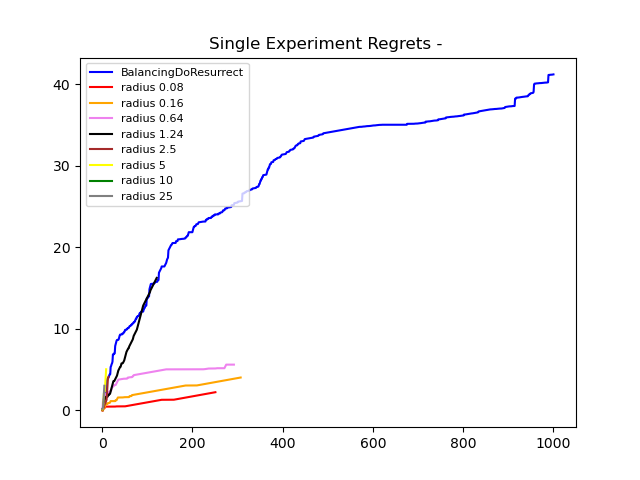 Single Experiment Regrets -
BalancingDoResurrect
radius 0.08
radius 0.16
radius 0.64
radius 1.24
radius 2.5
radius 5
radius 10
radius 25
40
30
20
10
0
0 200 400 600 800 1000